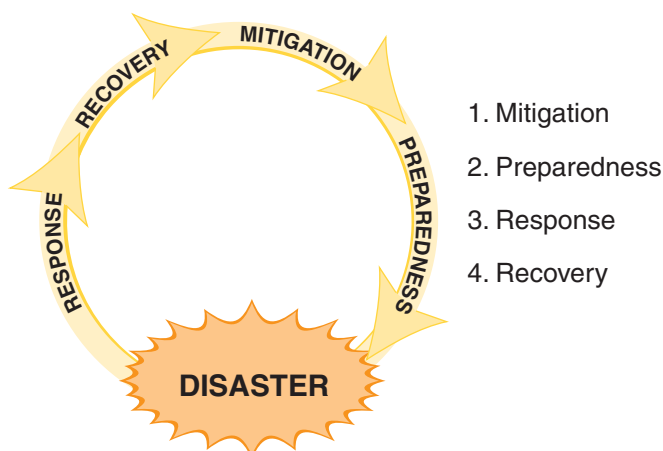 MITIGATION
RECOVERY
PREPAREDNESS
RESPONSE
DISASTER
1. Mitigation
2. Preparedness
3. Response
4. Recovery